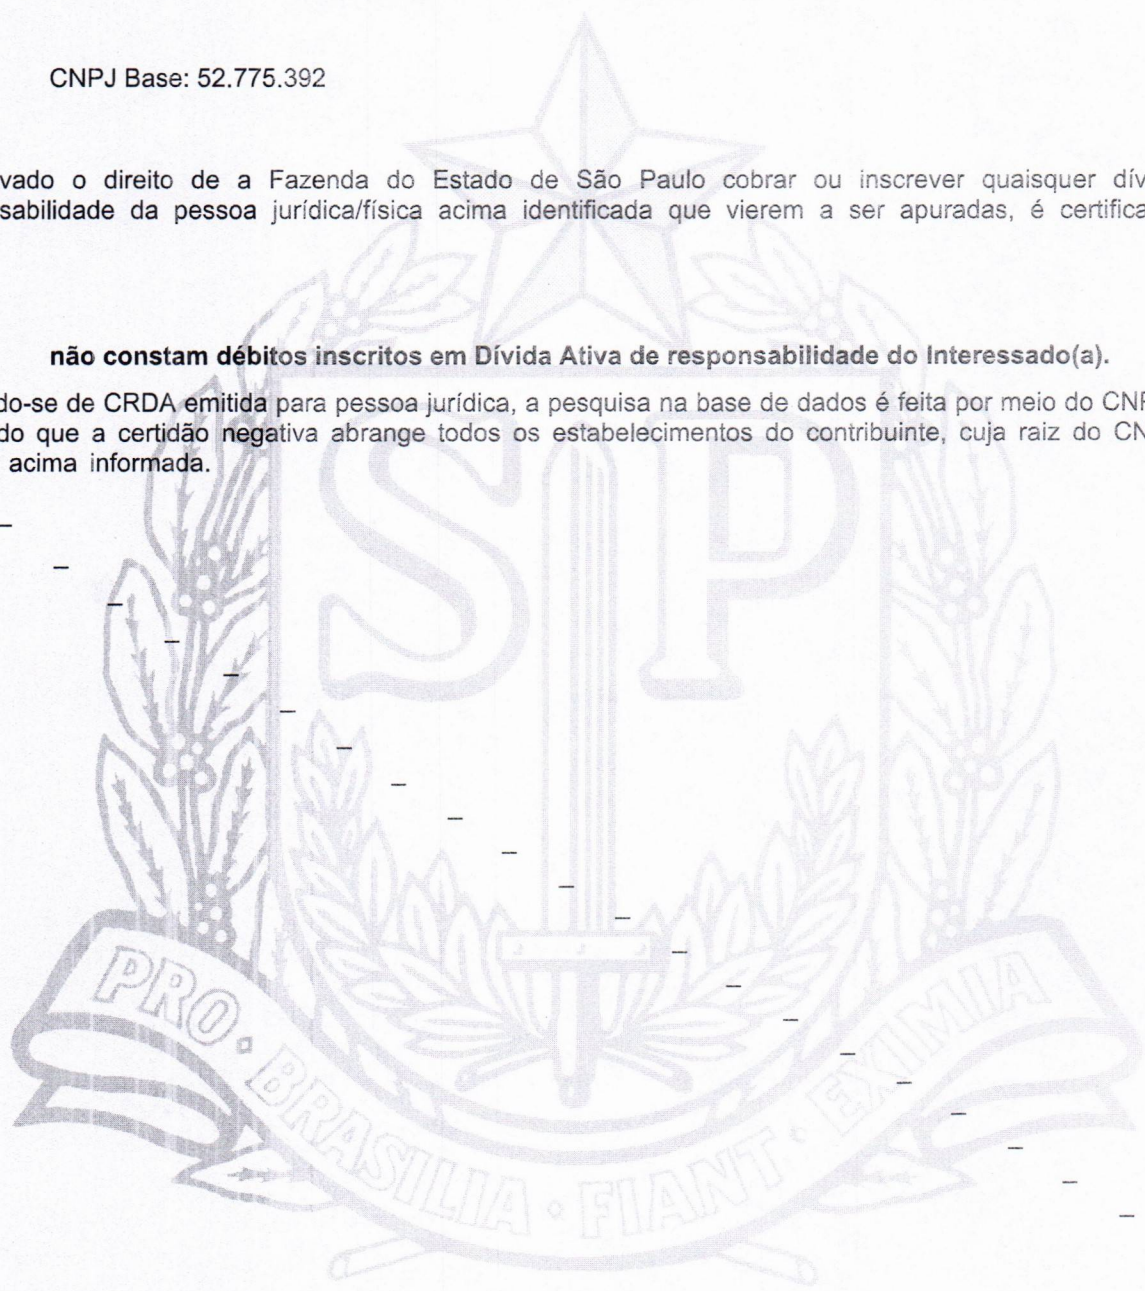 CNPJ Base: 52.775.392
vado o direito de a Fazenda do Estado de São Paulo cobrar ou inscrever quaisquer dív
sabilidade da pessoa jurídica/física acima identificada que vierem a ser apuradas, é certifica
não constam débitos inscritos em Dívida Ativa de responsabilidade do Interessado(a).
do-se de CRDA emitida para pessoa jurídica, a pesquisa na base de dados é feita por meio do CNP
do que a certidão negativa abrange todos os estabelecimentos do contribuinte, cuja raiz do CN
acima informada.
SP
PRO • BRASILIA • FIANT • EXIMIA